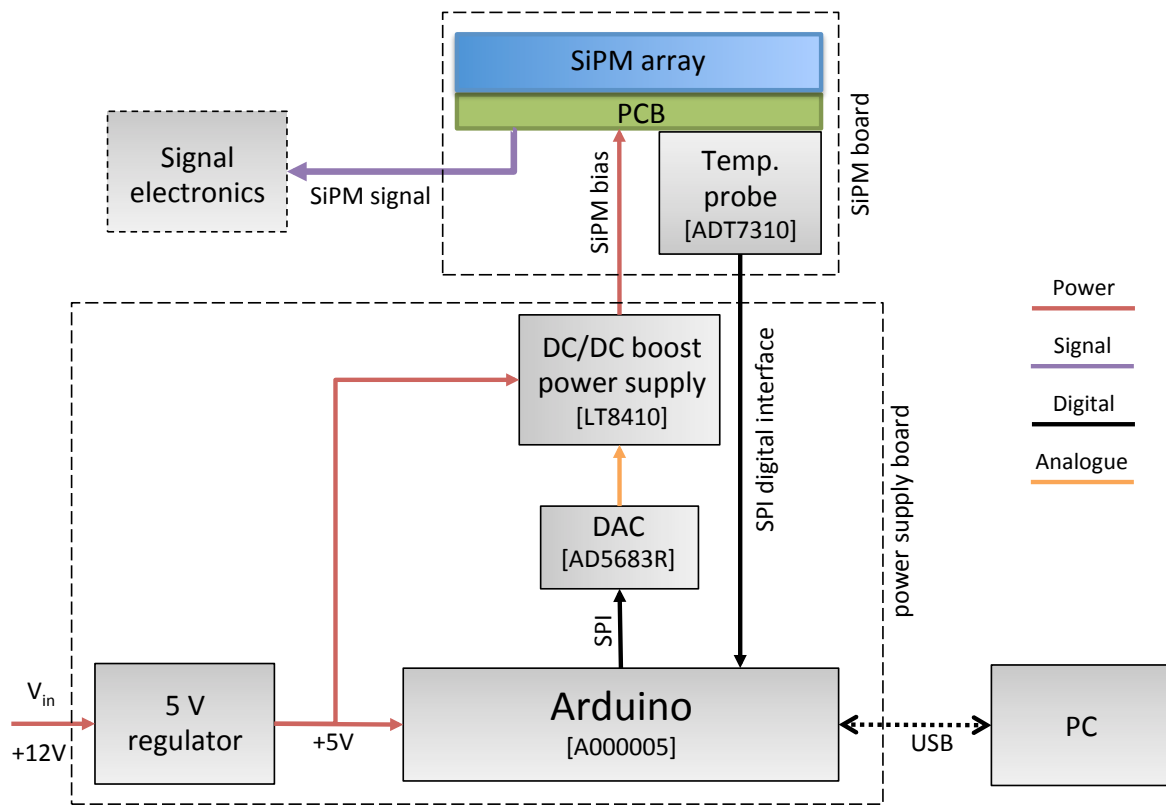 SiPM array
PCB
SiPM board
Signal
electronics
SiPM signal
SiPM bias
Temp.
probe
[ADT7310]
Power
Signal
Digital
Analogue
DC/DC boost
power supply
[LT8410]
SPI digital interface
power supply board
DAC
[AD5683R]
SPI
Vin
+12V
5 V
regulator
+5V
Arduino
[A000005]
USB
PC